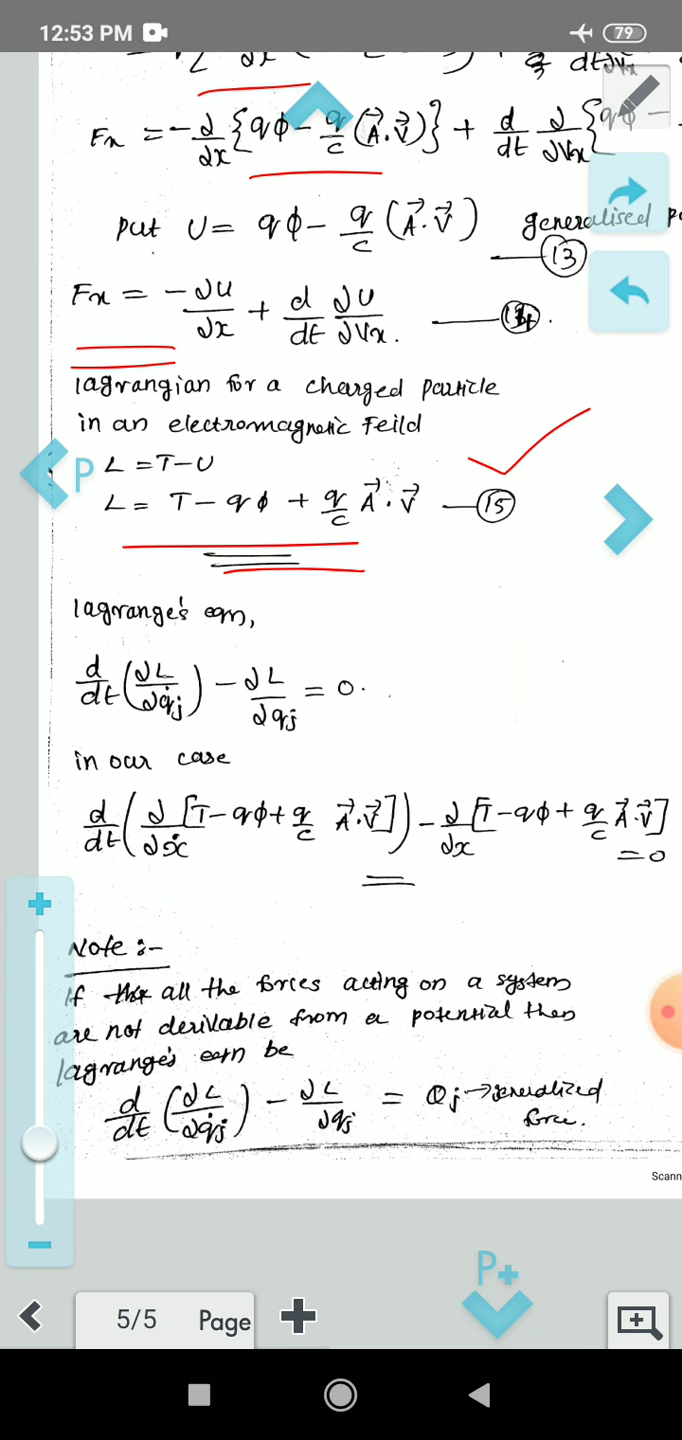 12:53 PM
79
Fx = -∂/∂x {qϕ - q/c (A⃗.v⃗)} + d/dt ∂/∂Vx {qϕ -
Put U = qϕ - q/c (A⃗.v⃗) generalised po
(13)
Fx = -∂U/∂x + d/dt ∂U/∂Vx. (14).
lagrangian for a charged particle
in an electromagnetic Feild
P
L = T-U
L = T - qϕ + q/c A⃗.v⃗ (15)
lagrange's eqn,
d/dt (∂L/∂q̇j) - ∂L/∂qj = 0.
in our case
d/dt (∂/∂ẋ [T - qϕ + q/c A⃗.v⃗]) - ∂/∂x [T - qϕ + q/c A⃗.v⃗]
= 0
Note :-
If all the forces acting on a system
are not derivable from a potential then
lagrange's eqtn be
d/dt (∂L/∂q̇j) - ∂L/∂qj = Qj → generalized
force.
Scann
P+
5/5 Page